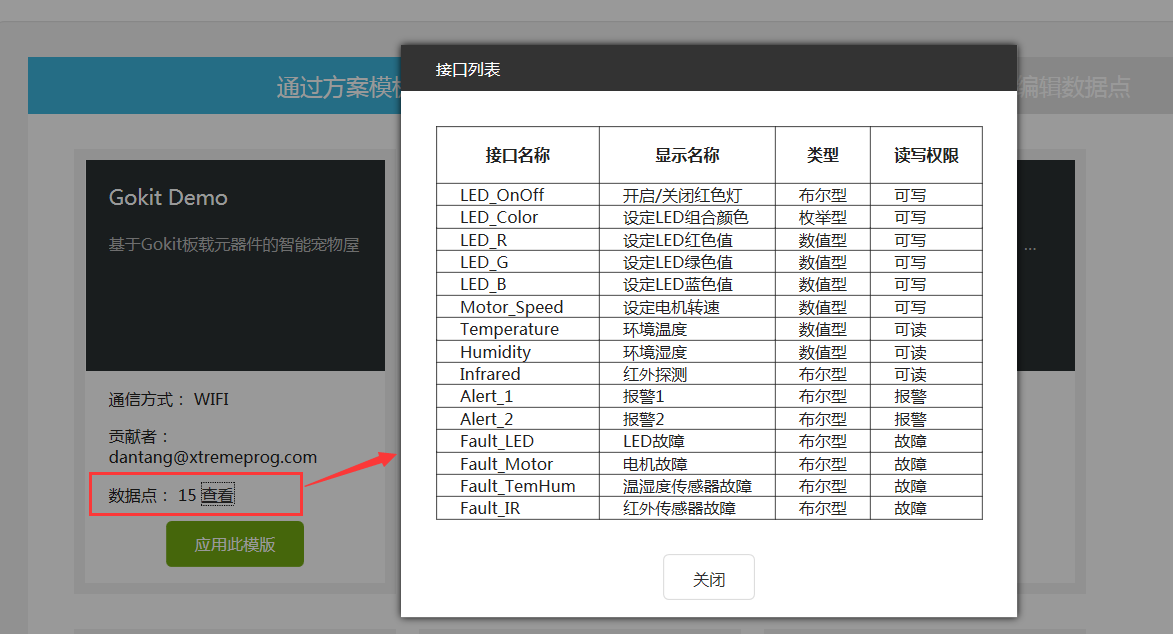 通过方案模
编辑数据点
Gokit Demo
基于Gokit板载元器件的智能宠物屋
通信方式： WIFI
贡献者：
dantang@xtremeprog.com
数据点： 15 查看
应用此模版
...
接口列表
接口名称 显示名称 类型 读写权限
LED_OnOff 开启/关闭红色灯 布尔型 可写
LED_Color 设定LED组合颜色 枚举型 可写
LED_R 设定LED红色值 数值型 可写
LED_G 设定LED绿色值 数值型 可写
LED_B 设定LED蓝色值 数值型 可写
Motor_Speed 设定电机转速 数值型 可写
Temperature 环境温度 数值型 可读
Humidity 环境湿度 数值型 可读
Infrared 红外探测 布尔型 可读
Alert_1 报警1 布尔型 报警
Alert_2 报警2 布尔型 报警
Fault_LED LED故障 布尔型 故障
Fault_Motor 电机故障 布尔型 故障
Fault_TemHum 温湿度传感器故障 布尔型 故障
Fault_IR 红外传感器故障 布尔型 故障
关闭